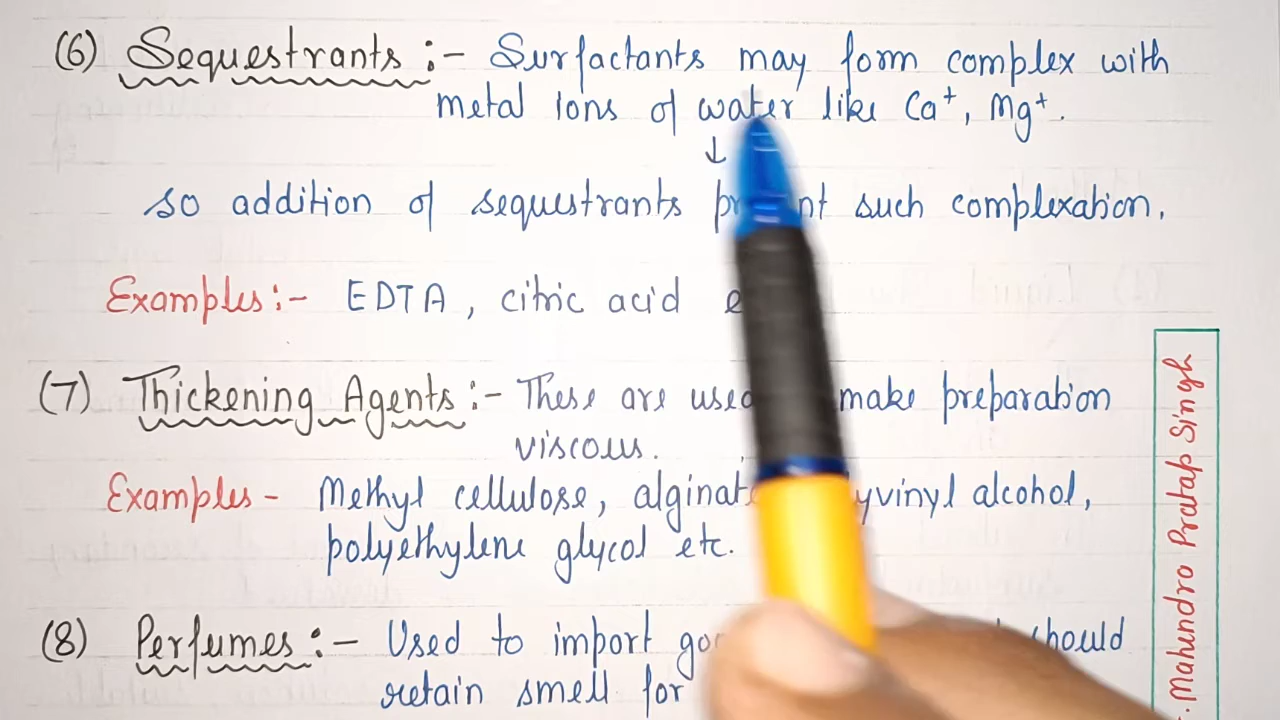 (6) Sequestrants :- Surfactants may form complex with
metal ions of water like Ca+, Mg+.
↓
so addition of sequestrants such complexation.
Examples :- EDTA, citric acid
(7) Thickening Agents :- These are used make preparation
viscous.
Examples - Methyl cellulose, alginate alcohol,
polyethylene glycol etc.
(8) Perfumes :- Used to import should
retain smell for
Mahendra Pratap Singh